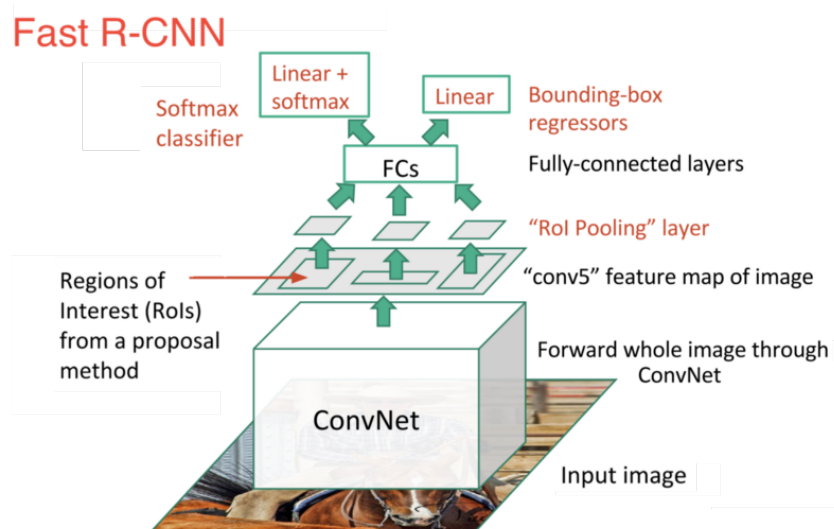 Fast R-CNN
Linear +
softmax
Linear
Softmax
classifier
Bounding-box
regressors
FCs
Fully-connected layers
“RoI Pooling” layer
Regions of
Interest (RoIs)
from a proposal
method
“conv5” feature map of image
Forward whole image through
ConvNet
ConvNet
Input image